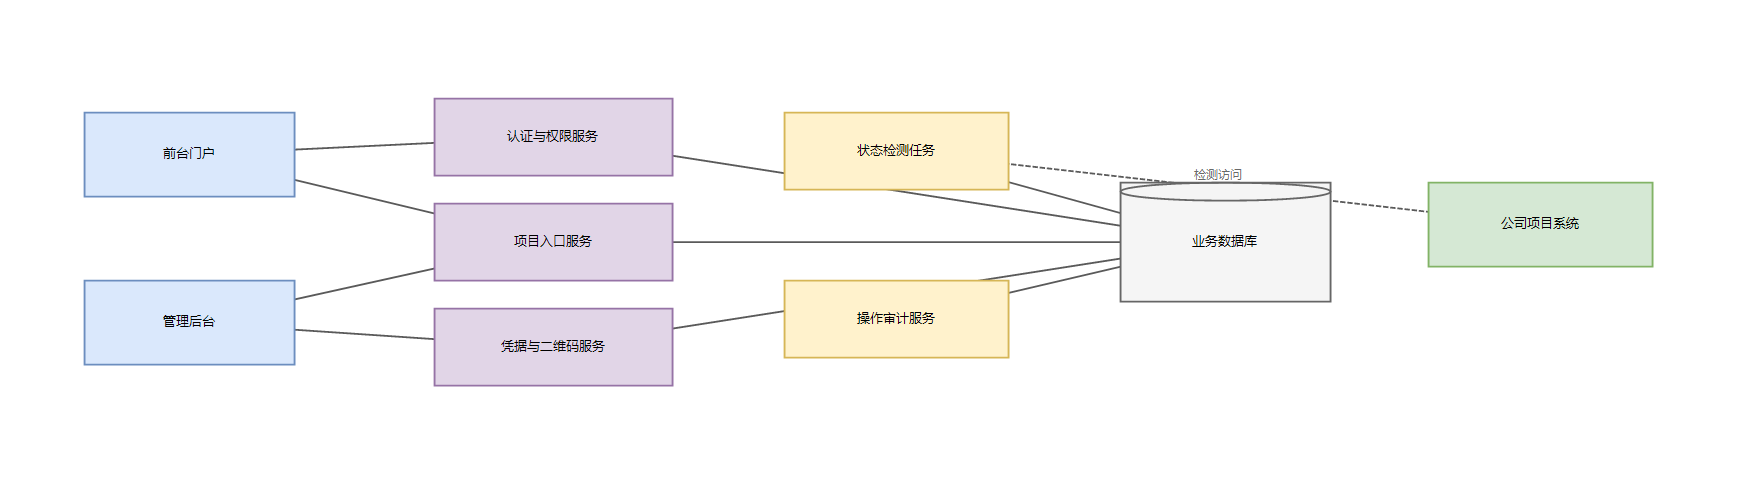 前台门户
管理后台
认证与权限服务
项目入口服务
凭据与二维码服务
状态检测任务
操作审计服务
检测访问
业务数据库
公司项目系统